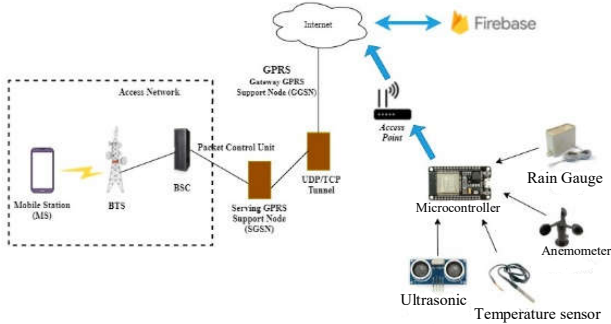 Internet
Firebase
GPRS
Gateway GPRS
Support Node (GGSN)
Access Network
Access
Point
Packet Control Unit
Mobile Station
(MS)
BTS
BSC
Serving GPRS
Support Node
(SGSN)
UDP/TCP
Tunnel
Rain Gauge
Microcontroller
Anemometer
Ultrasonic
Temperature sensor